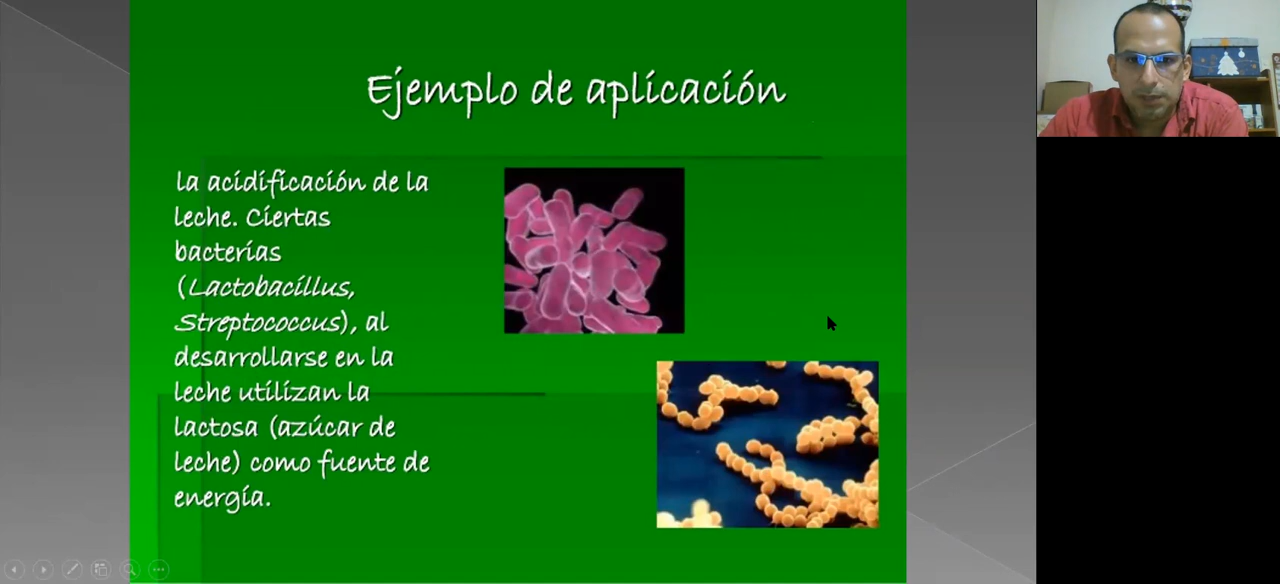 Ejemplo de aplicación
la acidificación de la
leche. Ciertas
bacterias
(Lactobacillus,
Streptococcus), al
desarrollarse en la
leche utilizan la
lactosa (azúcar de
leche) como fuente de
energía.